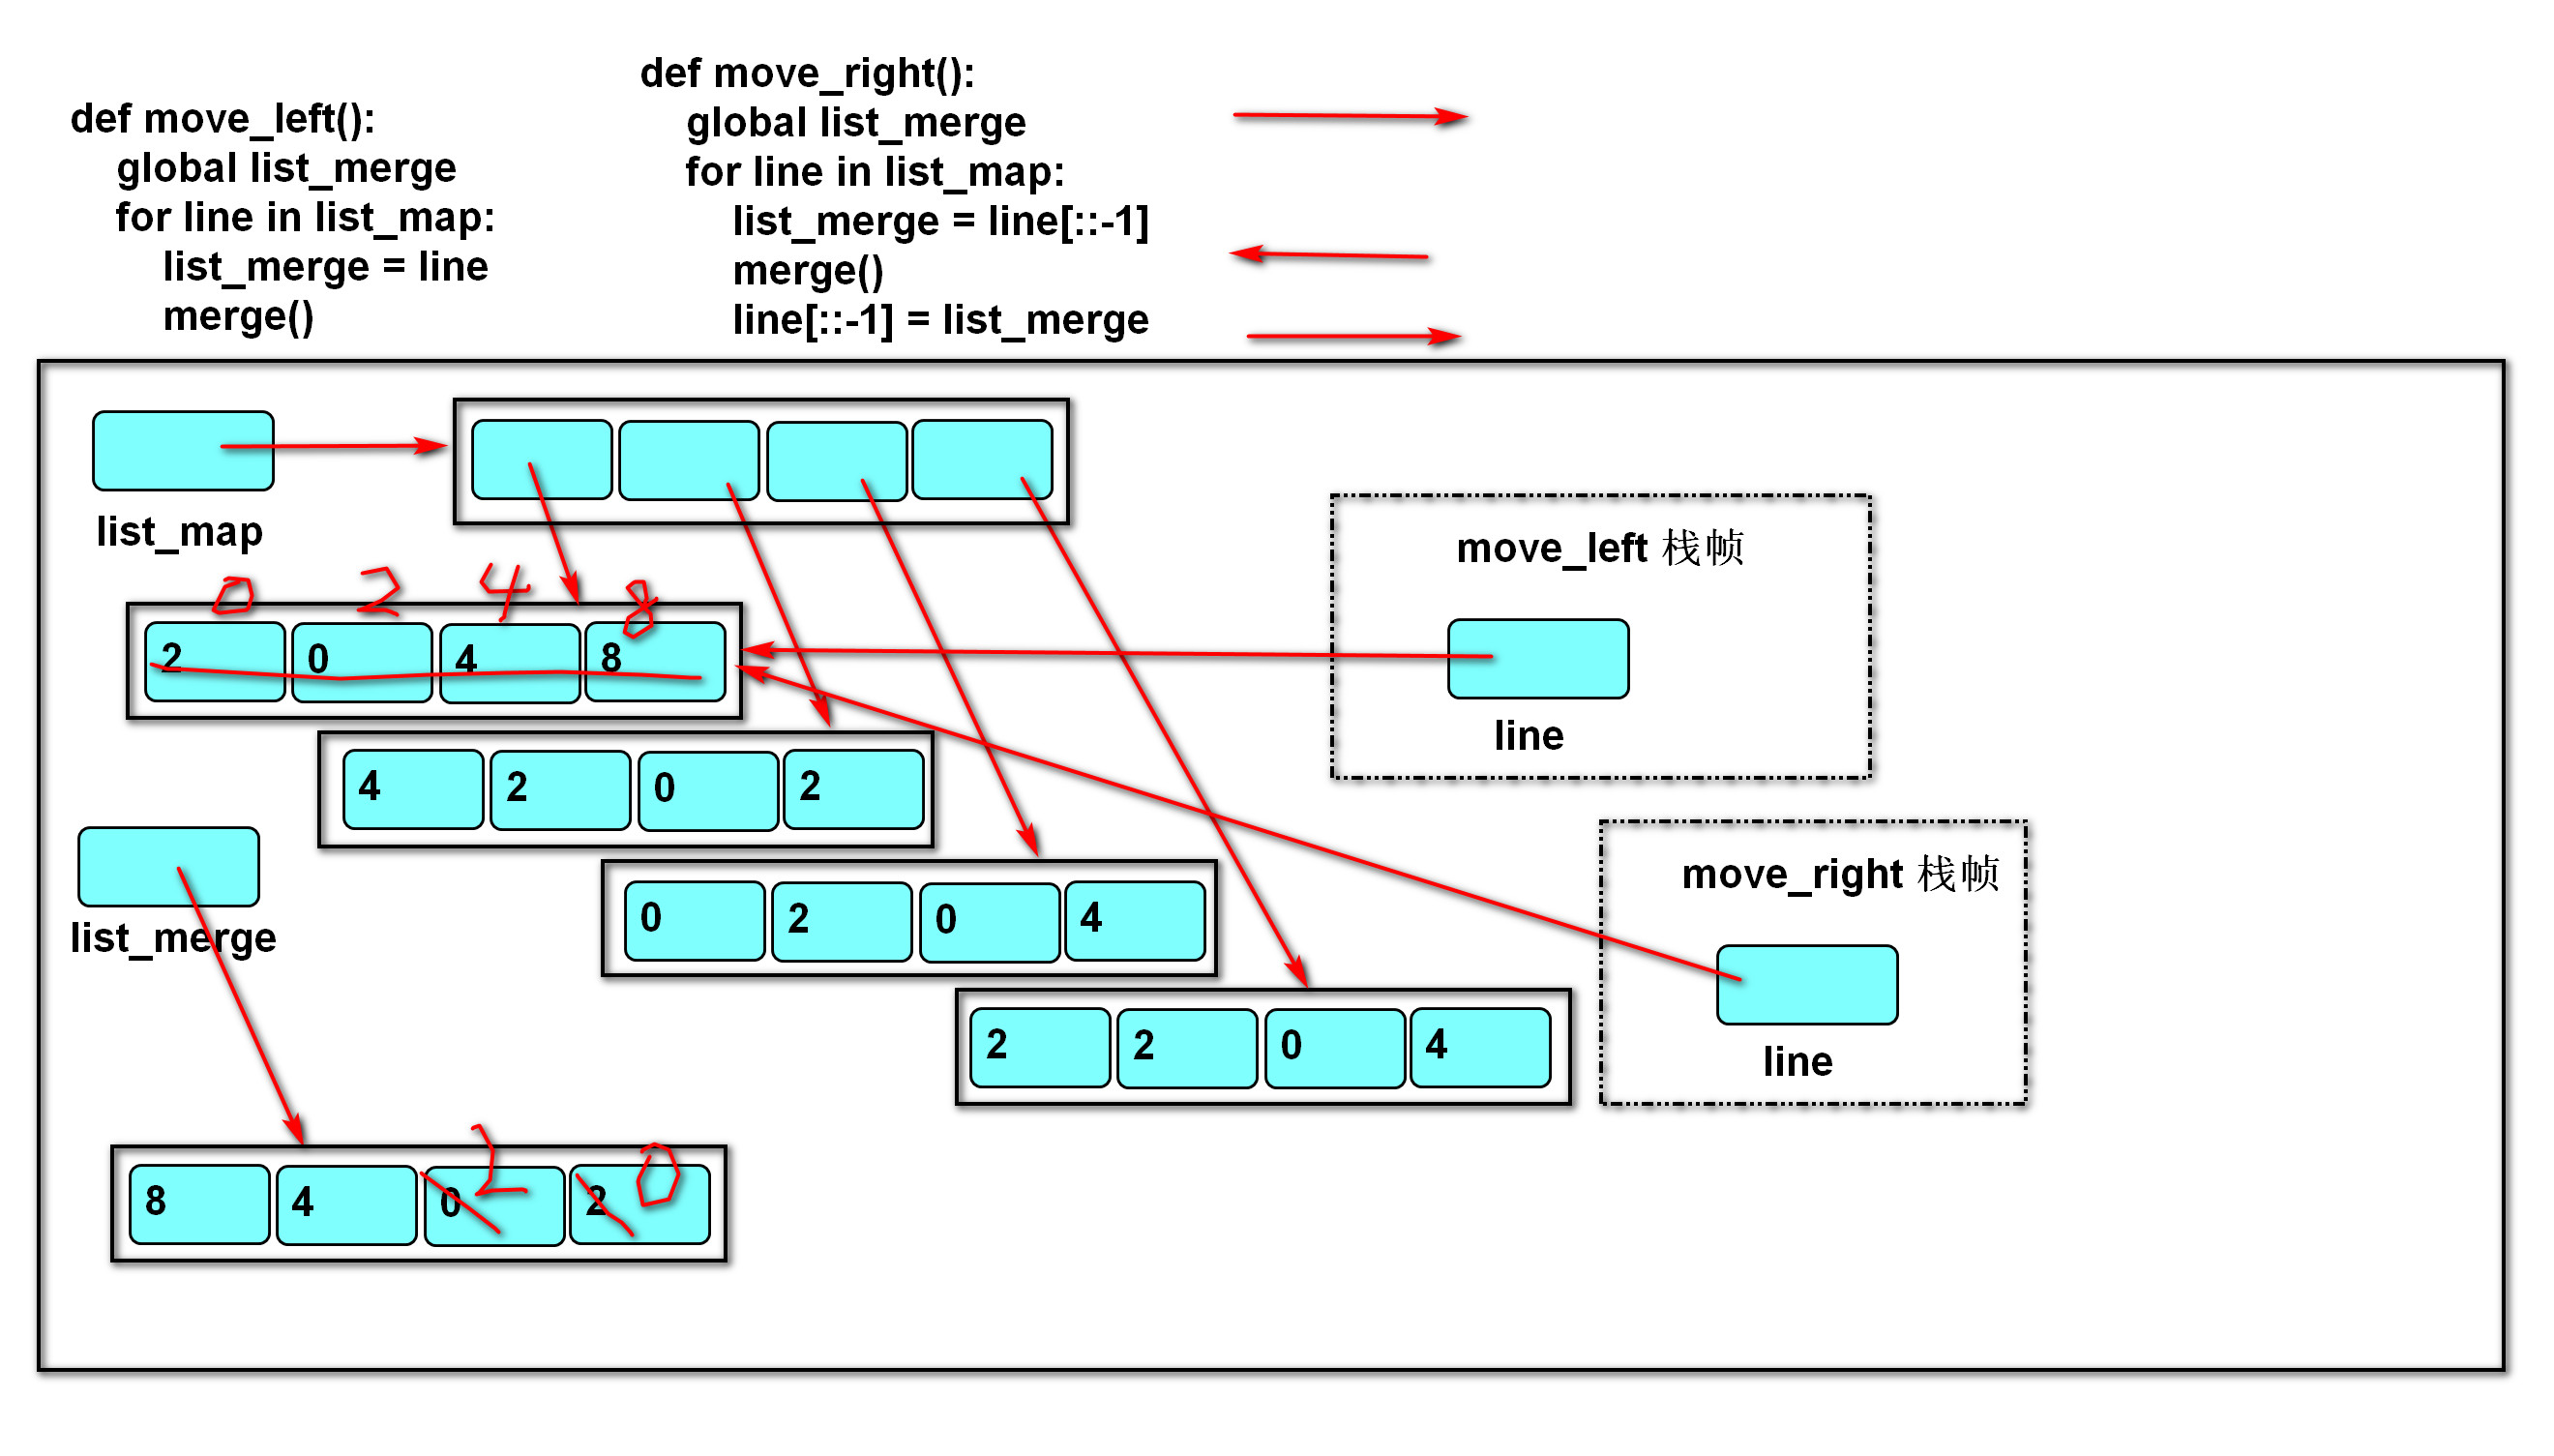 def move_left():
global list_merge
for line in list_map:
list_merge = line
merge()
def move_right():
global list_merge
for line in list_map:
list_merge = line[::-1]
merge()
line[::-1] = list_merge
list_map
move_left 栈帧
0 2 4 8
2 0 4 8
line
4 2 0 2
move_right 栈帧
list_merge
0 2 0 4
2 2 0 4
line
2 0
8 4 0 2